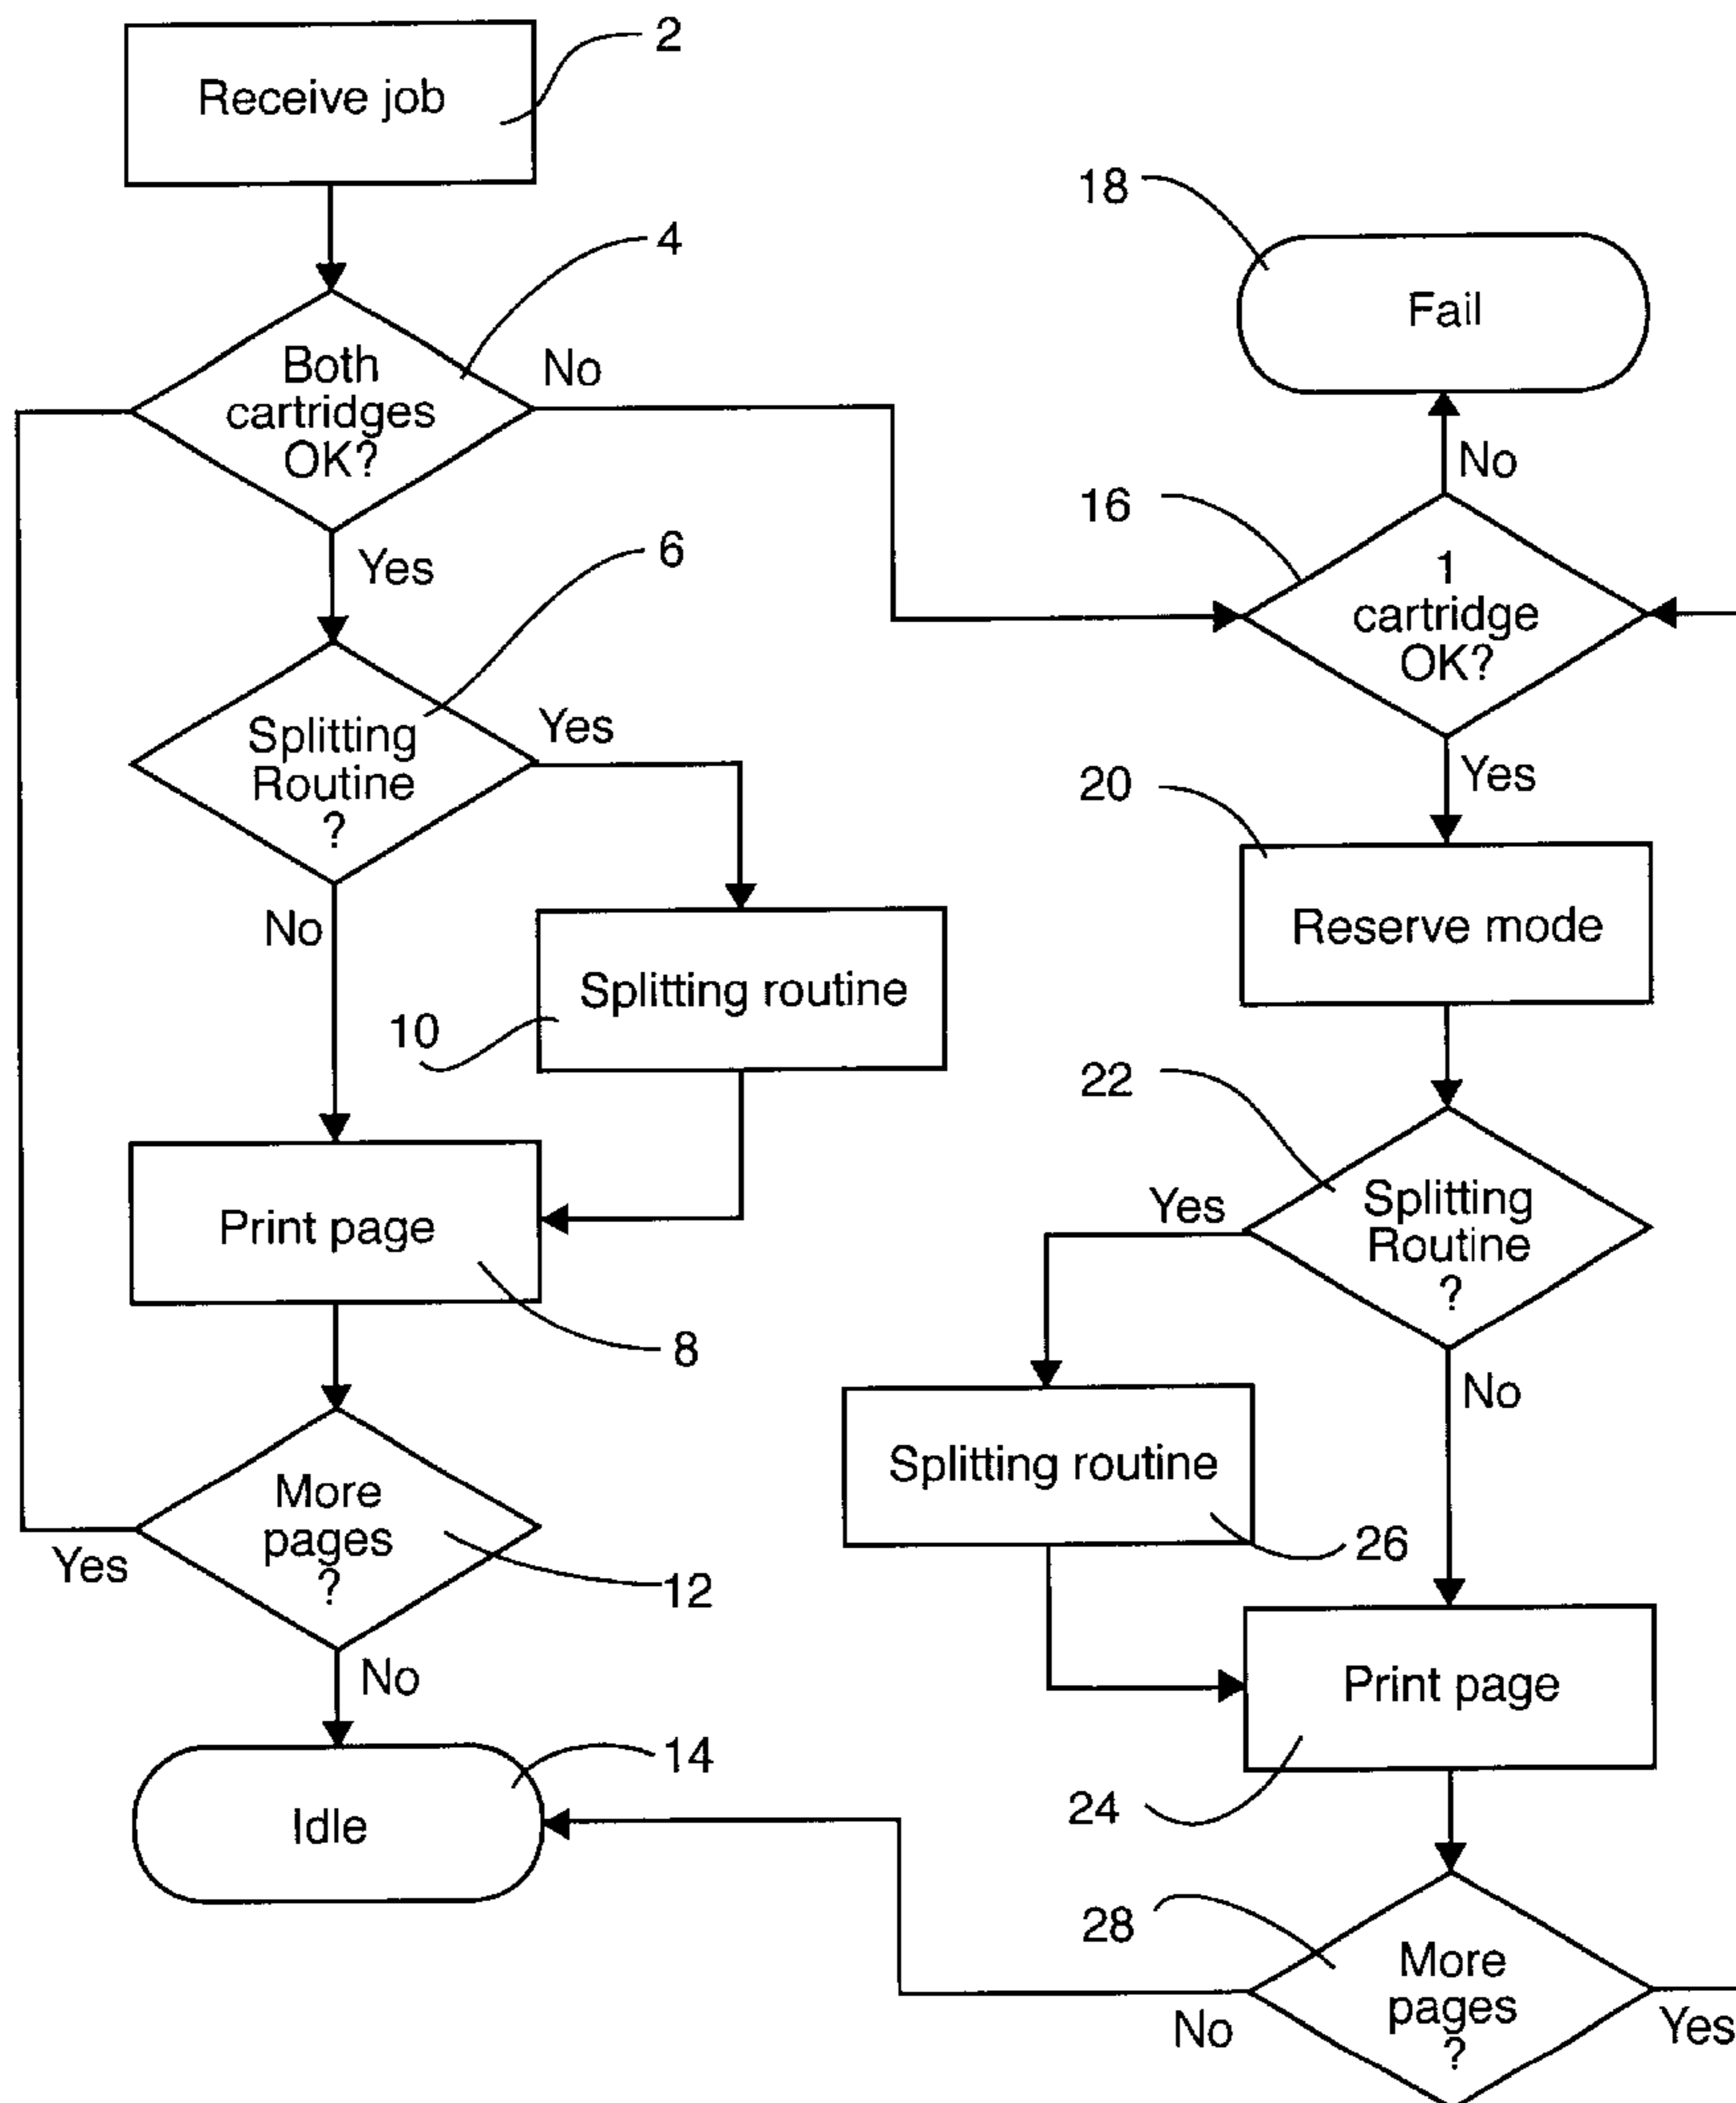 2
Receive job
4
Both
cartridges
OK?
No
Yes
6
Splitting
Routine
?
Yes
No
10
Splitting routine
Print page
8
More
pages
?
12
Yes
No
14
Idle
18
Fail
No
16
1
cartridge
OK?
Yes
20
Reserve mode
22
Splitting
Routine
?
Yes
No
Splitting routine
26
Print page
24
28
More
pages
?
No
Yes